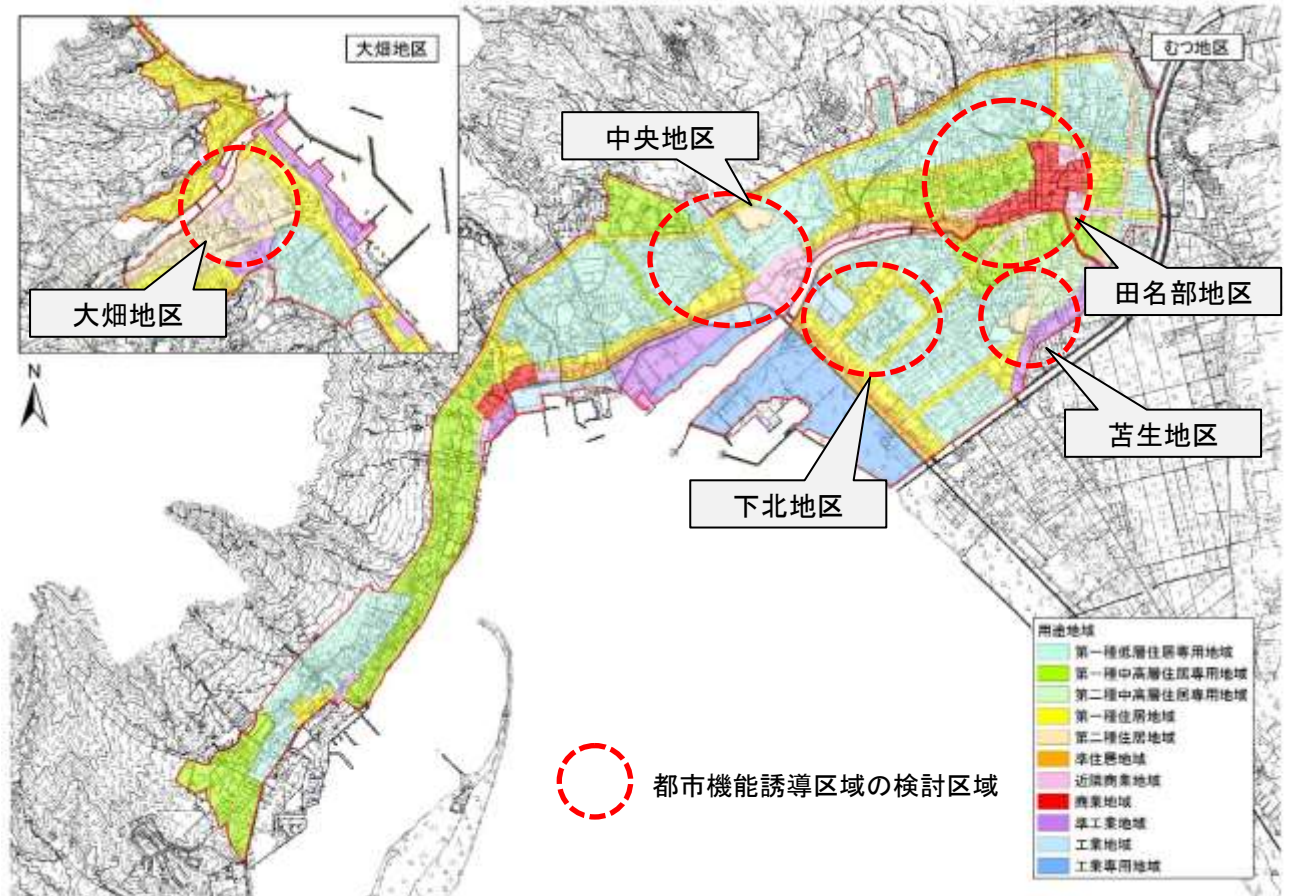 大畑地区
むつ地区
中央地区
大畑地区
田名部地区
苫生地区
下北地区
N
都市機能誘導区域の検討区域
用途地域
第一種低層住居専用地域
第一種中高層住居専用地域
第二種中高層住居専用地域
第一種住居地域
第二種住居地域
準住居地域
近隣商業地域
商業地域
準工業地域
工業地域
工業専用地域